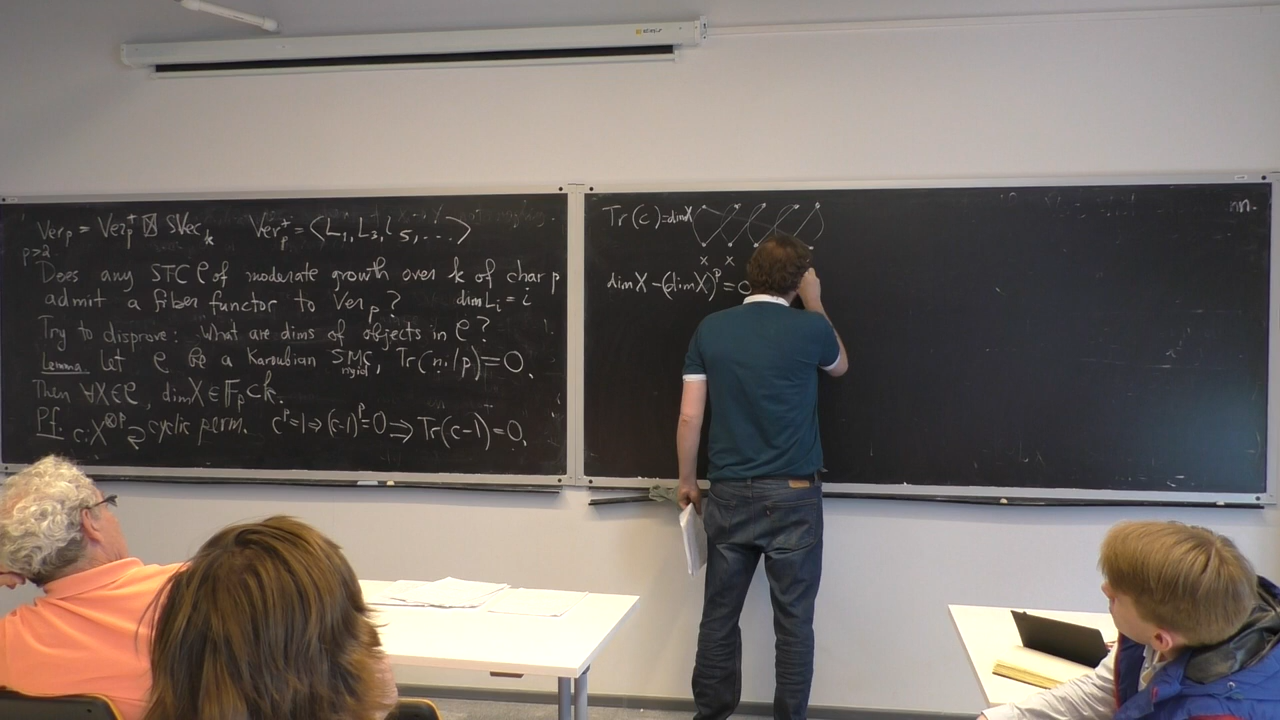 Ver_p = Ver_p^+ ⊠ SVec_k   Ver_p^+ = <L_1, L_3, L_5, ...>
p>2
Does any STC C of moderate growth over k of char p
admit a fiber functor to Ver_p?   dim L_i = i
Try to disprove: What are dims of objects in C?
Lemma. Let C be a Karoubian SMC, Tr(nil p)=0.
rigid
Then ∀X∈C, dim X ∈ F_p ⊂ k.
Pf. c: X^{⊗p} cyclic perm. c^p=1 ⇒ (c-1)^p=0 ⇒ Tr(c-1)=0.
Tr(c)=dim X
x x
dim X - (dim X)^p = 0